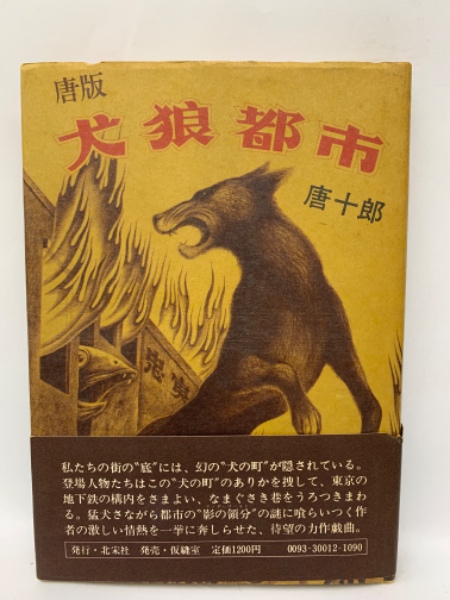 唐版
犬狼都市
唐十郎
忠実
私たちの街の“底”には、幻の“犬の町”が隠されている。
登場人物たちはこの“犬の町”のありかを捜して、東京の
地下鉄の構内をさまよい、なまぐさき巷をうろつきまわ
る。猛犬さながら都市の“影の領分”の謎に喰らいつく作
者の激しい情熱を一挙に奔しらせた、待望の力作戯曲。
発行・北宋社 発売・仮縫室 定価1200円 0093-30012-1090